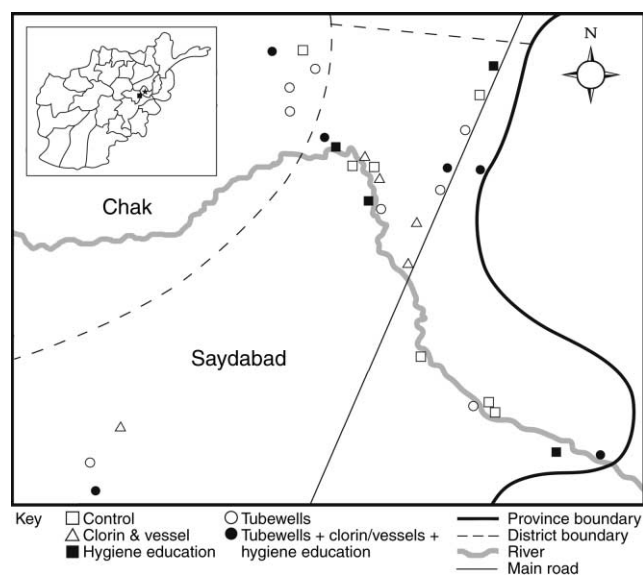 N
Chak
Saydabad
Key
Control
Clorin & vessel
Hygiene education
Tubewells
Tubewells + clorin/vessels +
hygiene education
Province boundary
District boundary
River
Main road